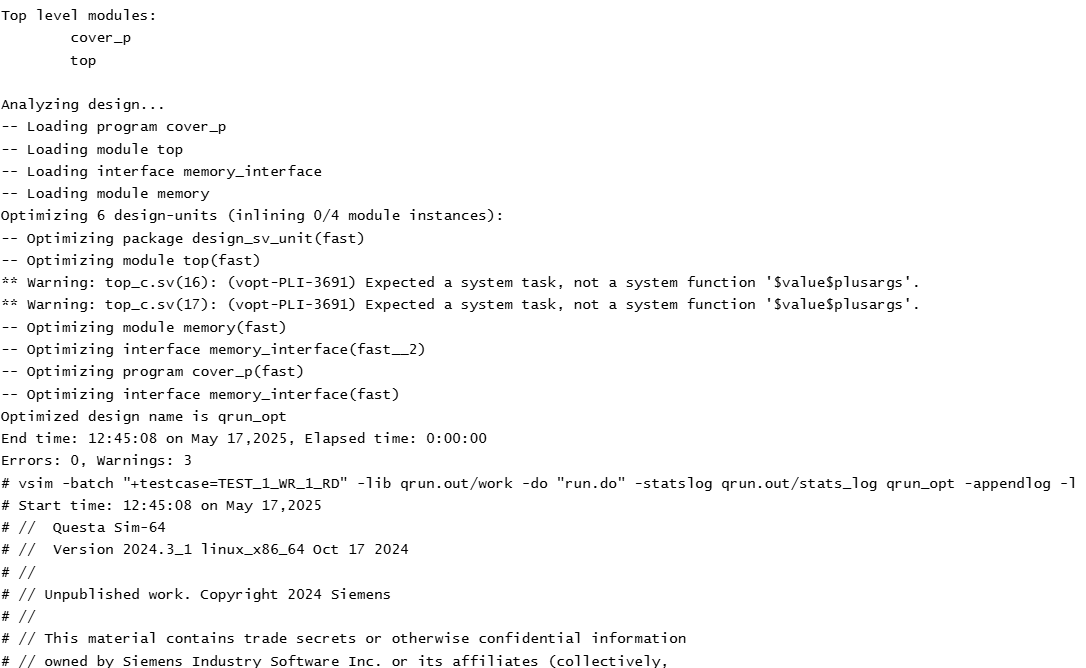 Top level modules:
cover_p
top
Analyzing design...
-- Loading program cover_p
-- Loading module top
-- Loading interface memory_interface
-- Loading module memory
Optimizing 6 design-units (inlining 0/4 module instances):
-- Optimizing package design_sv_unit(fast)
-- Optimizing module top(fast)
** Warning: top_c.sv(16): (vopt-PLI-3691) Expected a system task, not a system function '$value$plusargs'.
** Warning: top_c.sv(17): (vopt-PLI-3691) Expected a system task, not a system function '$value$plusargs'.
-- Optimizing module memory(fast)
-- Optimizing interface memory_interface(fast__2)
-- Optimizing program cover_p(fast)
-- Optimizing interface memory_interface(fast)
Optimized design name is qrun_opt
End time: 12:45:08 on May 17,2025, Elapsed time: 0:00:00
Errors: 0, Warnings: 3
# vsim -batch "+testcase=TEST_1_WR_1_RD" -lib qrun.out/work -do "run.do" -statslog qrun.out/stats_log qrun_opt -appendlog -l
# Start time: 12:45:08 on May 17,2025
# //  Questa Sim-64
# //  Version 2024.3_1 linux_x86_64 Oct 17 2024
# //
# // Unpublished work. Copyright 2024 Siemens
# //
# // This material contains trade secrets or otherwise confidential information
# // owned by Siemens Industry Software Inc. or its affiliates (collectively,